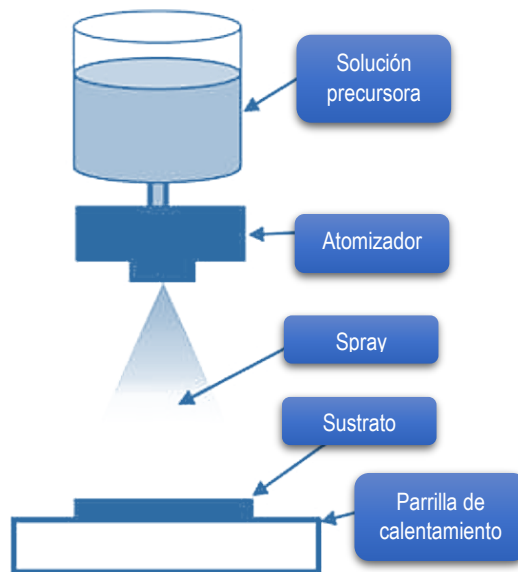 Solución
precursora
Atomizador
Spray
Sustrato
Parrilla de
calentamiento